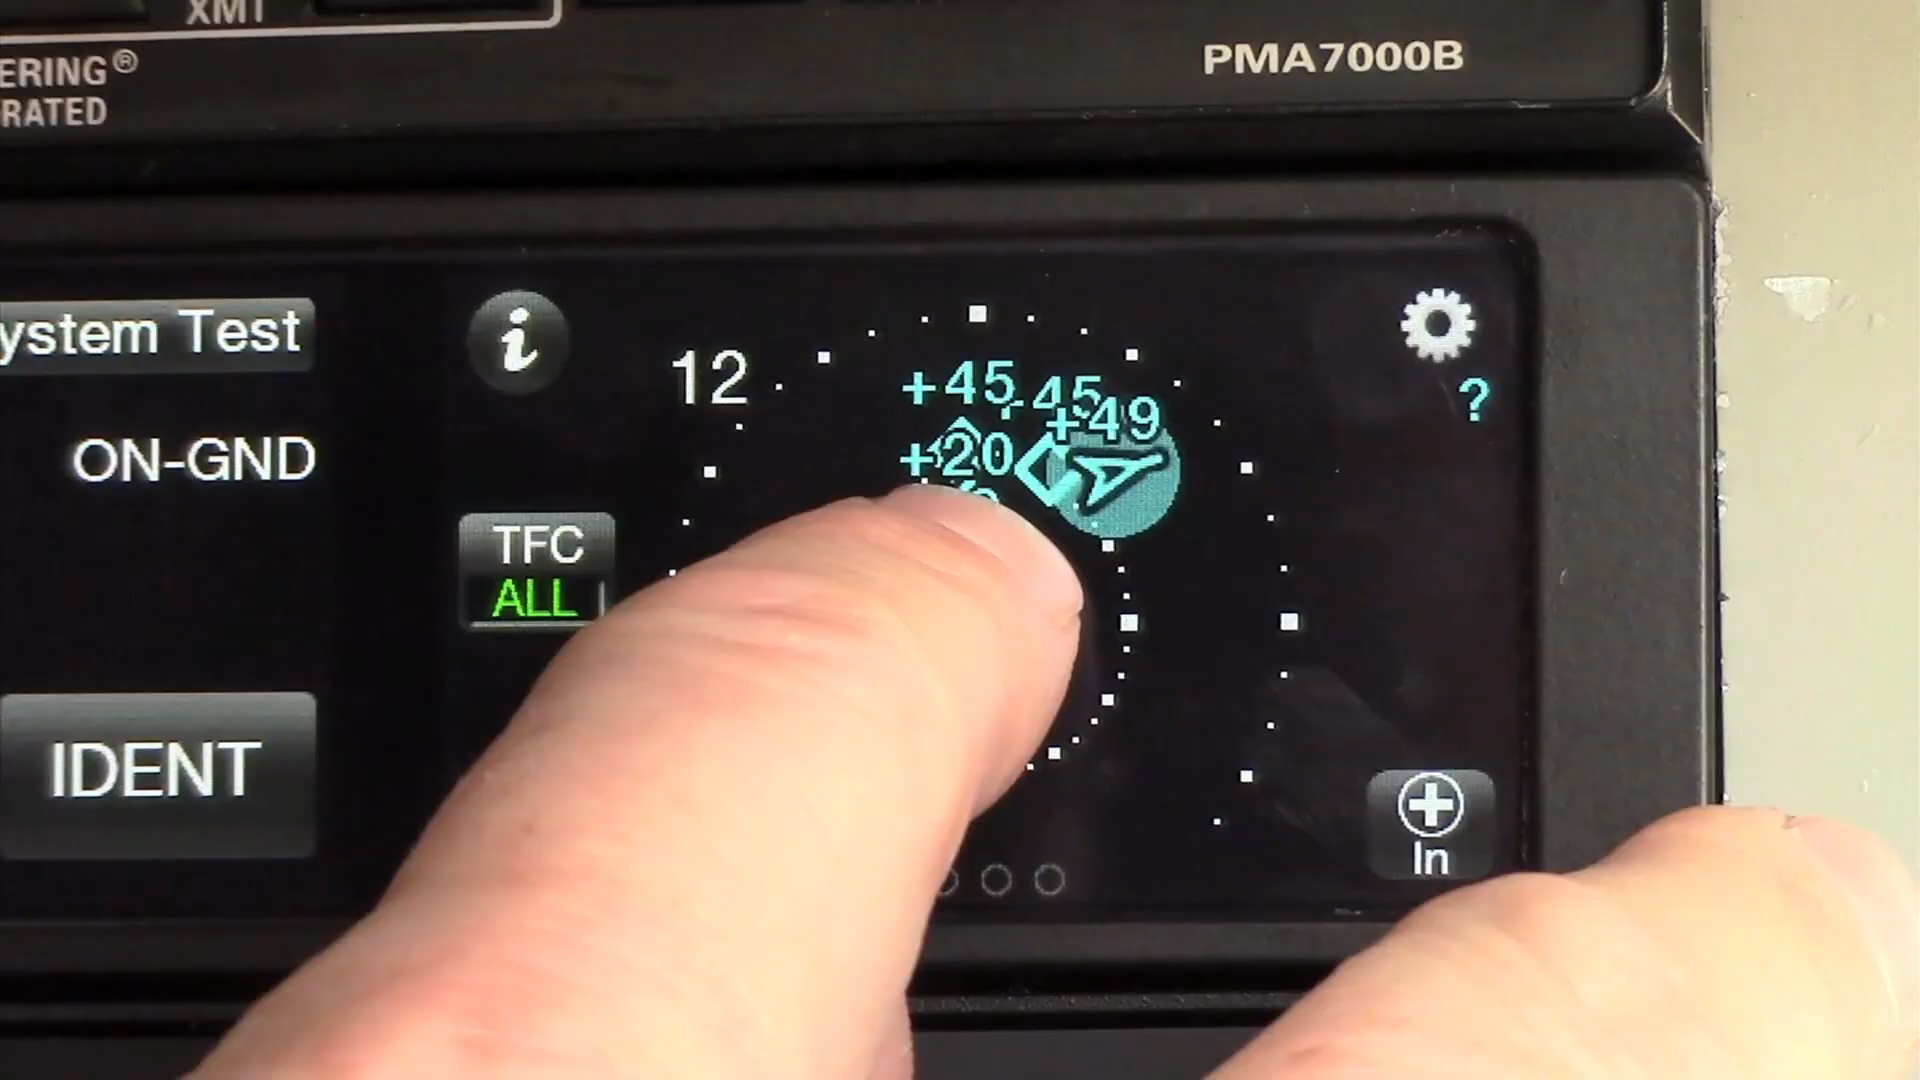 XMT
ERING®
RATED
PMA7000B
ystem Test
ON-GND
IDENT
i
TFC
ALL
12
+45
45
+49
+20
?
In